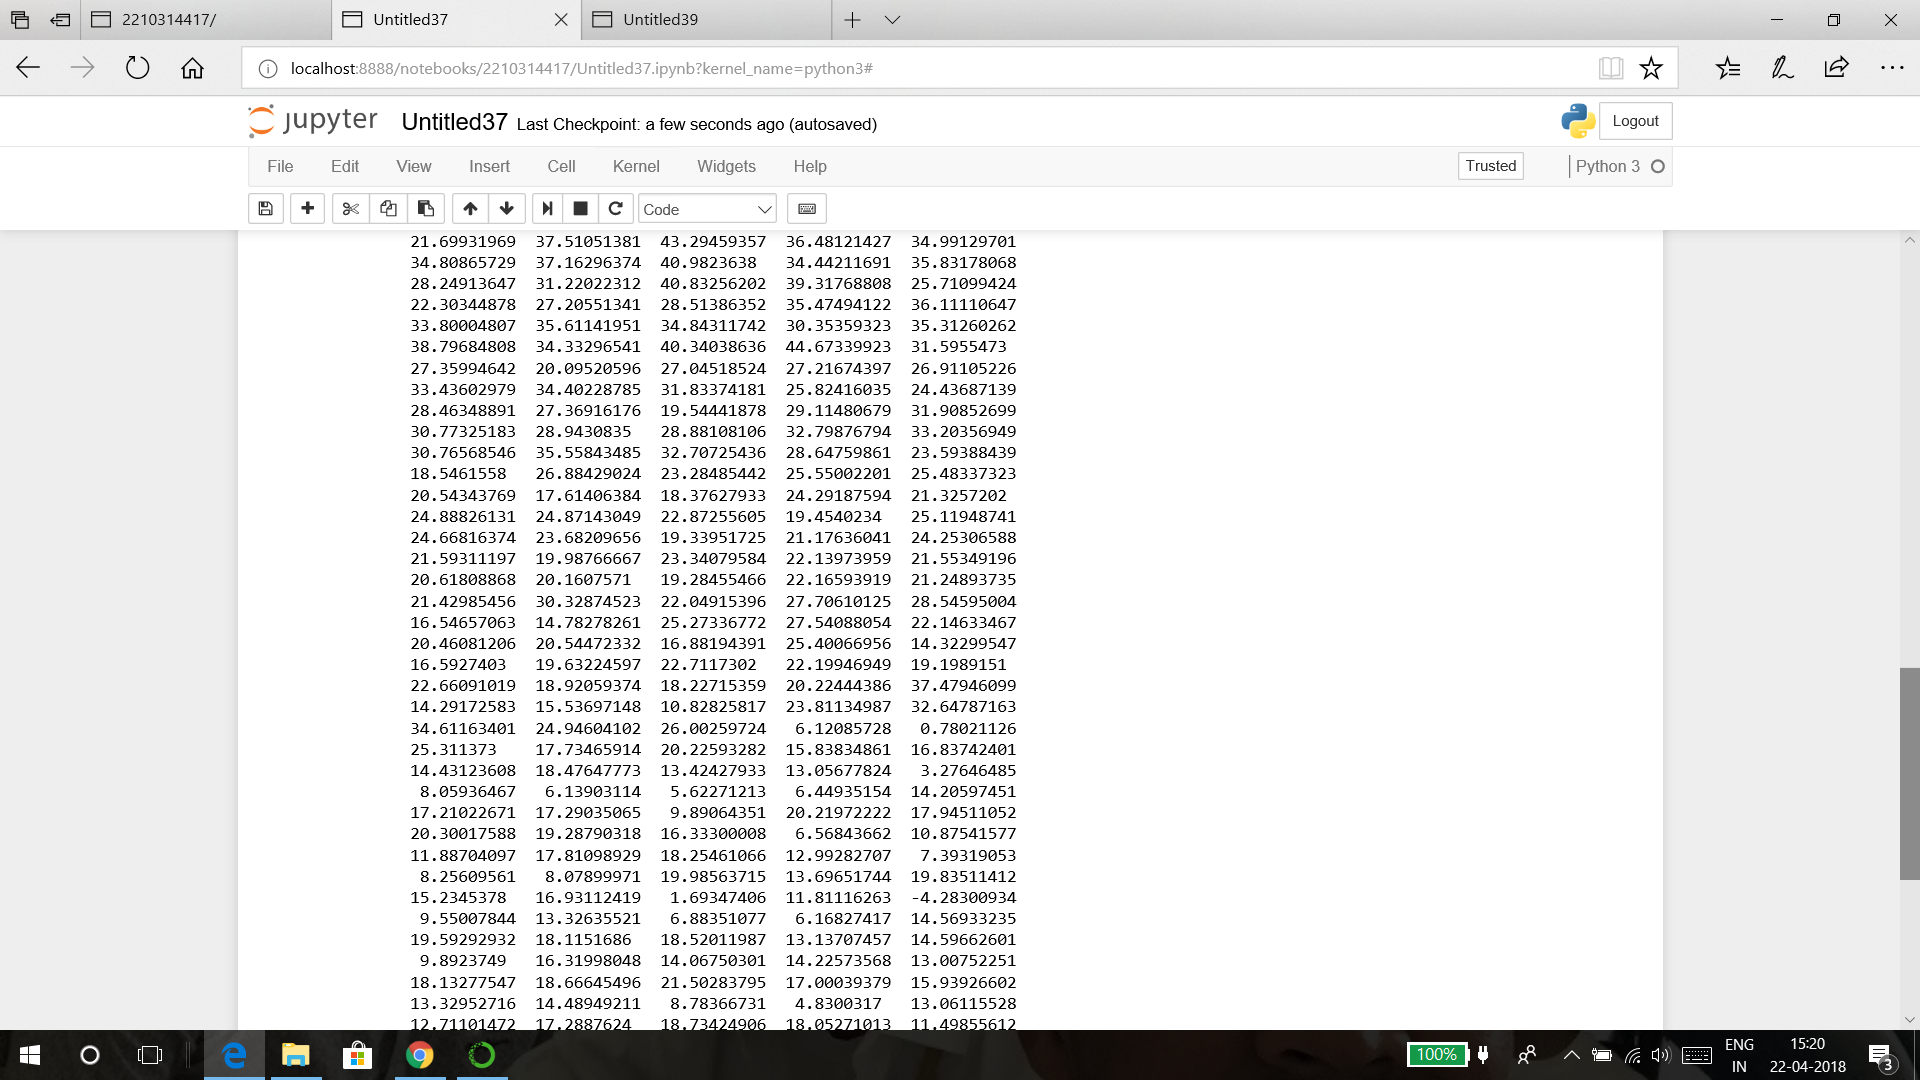 2210314417/ Untitled37 Untitled39
localhost:8888/notebooks/2210314417/Untitled37.ipynb?kernel_name=python3#
jupyter Untitled37 Last Checkpoint: a few seconds ago (autosaved) Logout
File Edit View Insert Cell Kernel Widgets Help Trusted Python 3
Code
21.69931969 37.51051381 43.29459357 36.48121427 34.99129701
34.80865729 37.16296374 40.9823638 34.44211691 35.83178068
28.24913647 31.22022312 40.83256202 39.31768808 25.71099424
22.30344878 27.20551341 28.51386352 35.47494122 36.11110647
33.80004807 35.61141951 34.84311742 30.35359323 35.31260262
38.79684808 34.33296541 40.34038636 44.67339923 31.5955473
27.35994642 20.09520596 27.04518524 27.21674397 26.91105226
33.43602979 34.40228785 31.83374181 25.82416035 24.43687139
28.46348891 27.36916176 19.54441878 29.11480679 31.90852699
30.77325183 28.9430835 28.88108106 32.79876794 33.20356949
30.76568546 35.55843485 32.70725436 28.64759861 23.59388439
18.5461558 26.88429024 23.28485442 25.55002201 25.48337323
20.54343769 17.61406384 18.37627933 24.29187594 21.3257202
24.88826131 24.87143049 22.87255605 19.4540234 25.11948741
24.66816374 23.68209656 19.33951725 21.17636041 24.25306588
21.59311197 19.98766667 23.34079584 22.13973959 21.55349196
20.61808868 20.1607571 19.28455466 22.16593919 21.24893735
21.42985456 30.32874523 22.04915396 27.70610125 28.54595004
16.54657063 14.78278261 25.27336772 27.54088054 22.14633467
20.46081206 20.54472332 16.88194391 25.40066956 14.32299547
16.5927403 19.63224597 22.7117302 22.19946949 19.1989151
22.66091019 18.92059374 18.22715359 20.22444386 37.47946099
14.29172583 15.53697148 10.82825817 23.81134987 32.64787163
34.61163401 24.94604102 26.00259724 6.12085728 0.78021126
25.311373 17.73465914 20.22593282 15.83834861 16.83742401
14.43123608 18.47647773 13.42427933 13.05677824 3.27646485
8.05936467 6.13903114 5.62271213 6.44935154 14.20597451
17.21022671 17.29035065 9.89064351 20.21972222 17.94511052
20.30017588 19.28790318 16.33300008 6.56843662 10.87541577
11.88704097 17.81098929 18.25461066 12.99282707 7.39319053
8.25609561 8.07899971 19.98563715 13.69651744 19.83511412
15.2345378 16.93112419 1.69347406 11.81116263 -4.28300934
9.55007844 13.32635521 6.88351077 6.16827417 14.56933235
19.59292932 18.1151686 18.52011987 13.13707457 14.59662601
9.8923749 16.31998048 14.06750301 14.22573568 13.00752251
18.13277547 18.66645496 21.50283795 17.00039379 15.93926602
13.32952716 14.48949211 8.78366731 4.8300317 13.06115528
12.71101472 17.2887624 18.73424906 18.05271013 11.49855612
100% ENG 15:20
IN 22-04-2018 3